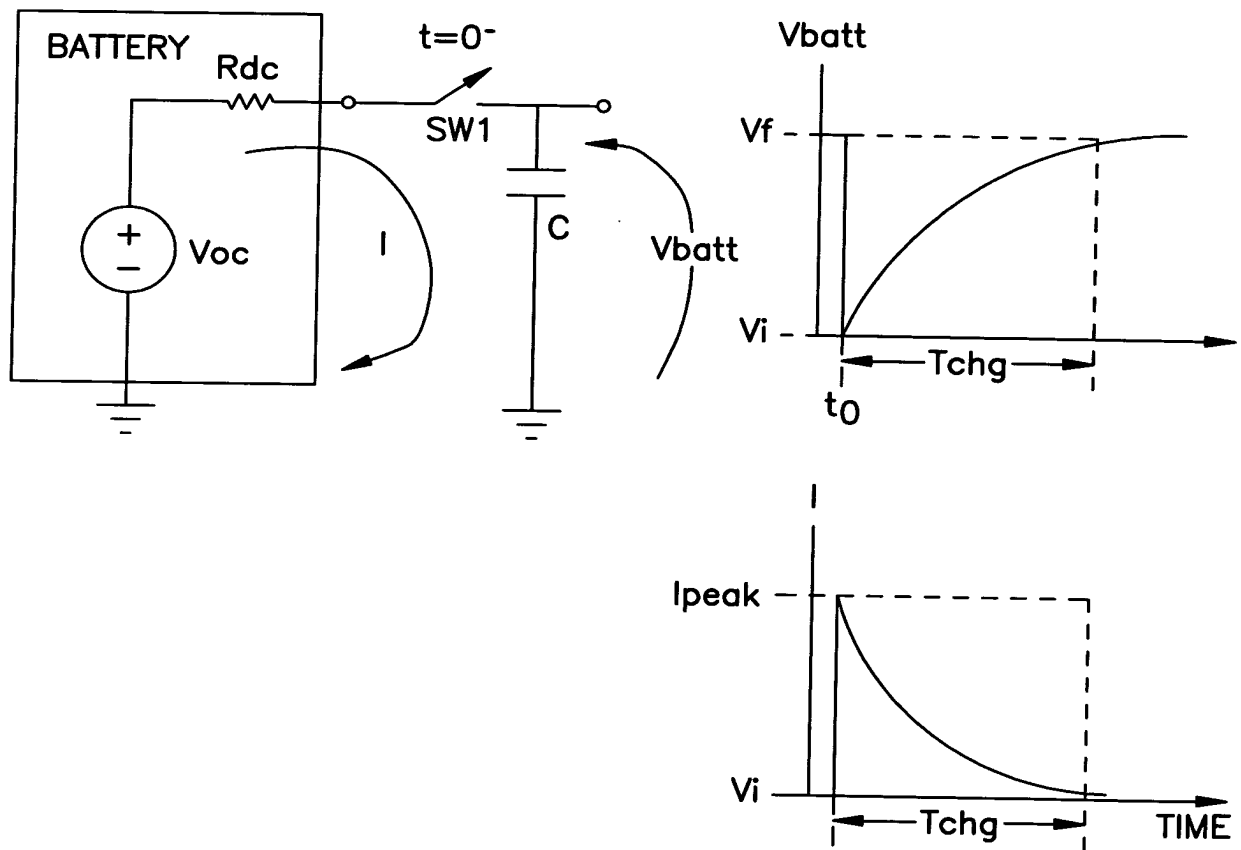 BATTERY
Rdc
t=0-
SW1
+
−
Voc
I
C
Vbatt
Vbatt
Vf
Vi
Tchg
t0
I
Ipeak
Vi
Tchg
TIME